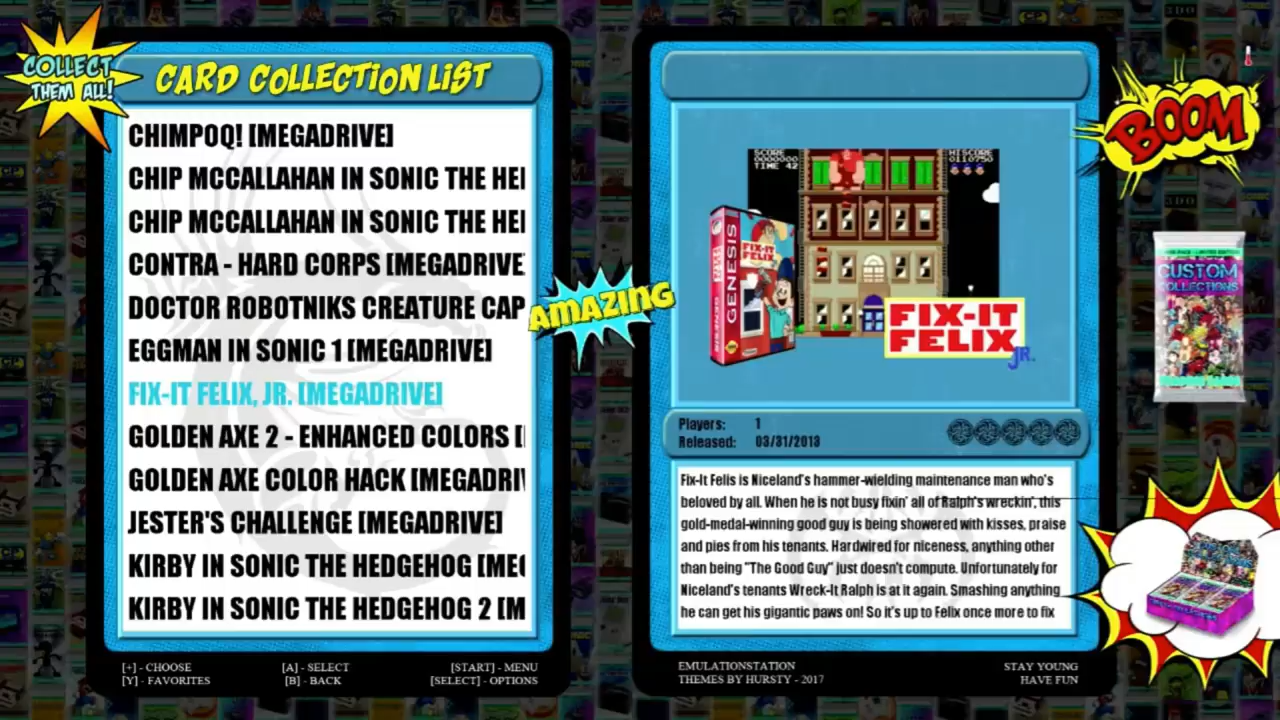 COLLECT
THEM ALL!
CARD COLLECTION LIST
CHIMPOQ! [MEGADRIVE]
CHIP MCCALLAHAN IN SONIC THE HE
CHIP MCCALLAHAN IN SONIC THE HE
CONTRA - HARD CORPS [MEGADRIVE
DOCTOR ROBOTNIKS CREATURE CAP
EGGMAN IN SONIC 1 [MEGADRIVE]
FIX-IT FELIX, JR. [MEGADRIVE]
GOLDEN AXE 2 - ENHANCED COLORS [
GOLDEN AXE COLOR HACK [MEGADRI
JESTER'S CHALLENGE [MEGADRIVE]
KIRBY IN SONIC THE HEDGEHOG [ME
KIRBY IN SONIC THE HEDGEHOG 2 [M
[+] - CHOOSE
[A] - SELECT
[START] - MENU
[Y] - FAVORITES
[B] - BACK
[SELECT] - OPTIONS
AMAZING
SCORE
0000000
TIME 42
HISCORE
0110750
GENESIS
FIX-IT
FELIX
FIX-IT
FELIX
JR.
Players: 1
Released: 03/31/2013
Fix-It Felis is Niceland's hammer-wielding maintenance man who's
beloved by all. When he is not busy fixin' all of Ralph's wreckin', this
gold-medal-winning good guy is being showered with kisses, praise
and pies from his tenants. Hardwired for niceness, anything other
than being "The Good Guy" just doesn't compute. Unfortunately for
Niceland's tenants Wreck-It Ralph is at it again. Smashing anything
he can get his gigantic paws on! So it's up to Felix once more to fix
EMULATIONSTATION
THEMES BY HURSTY - 2017
STAY YOUNG
HAVE FUN
BOOM
CUSTOM
COLLECTIONS